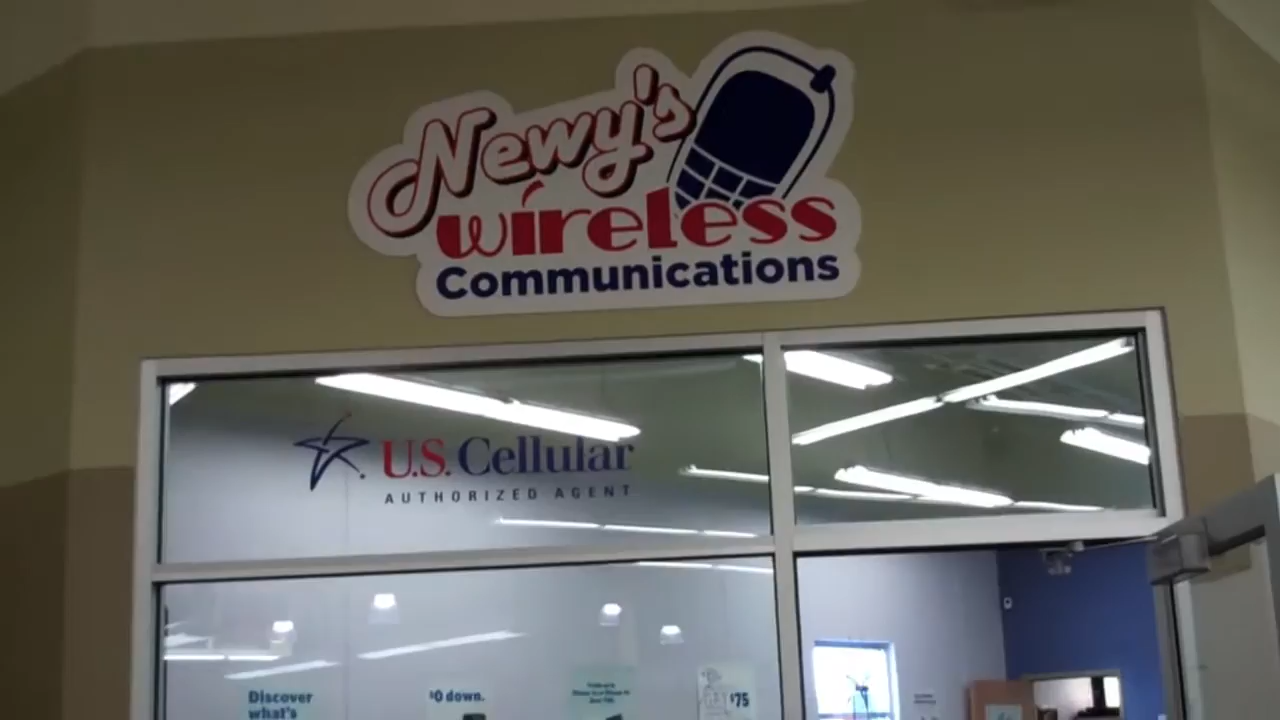 Newy's
wireless
Communications
U.S. Cellular
AUTHORIZED AGENT
Discover
what's
$0 down.
$75